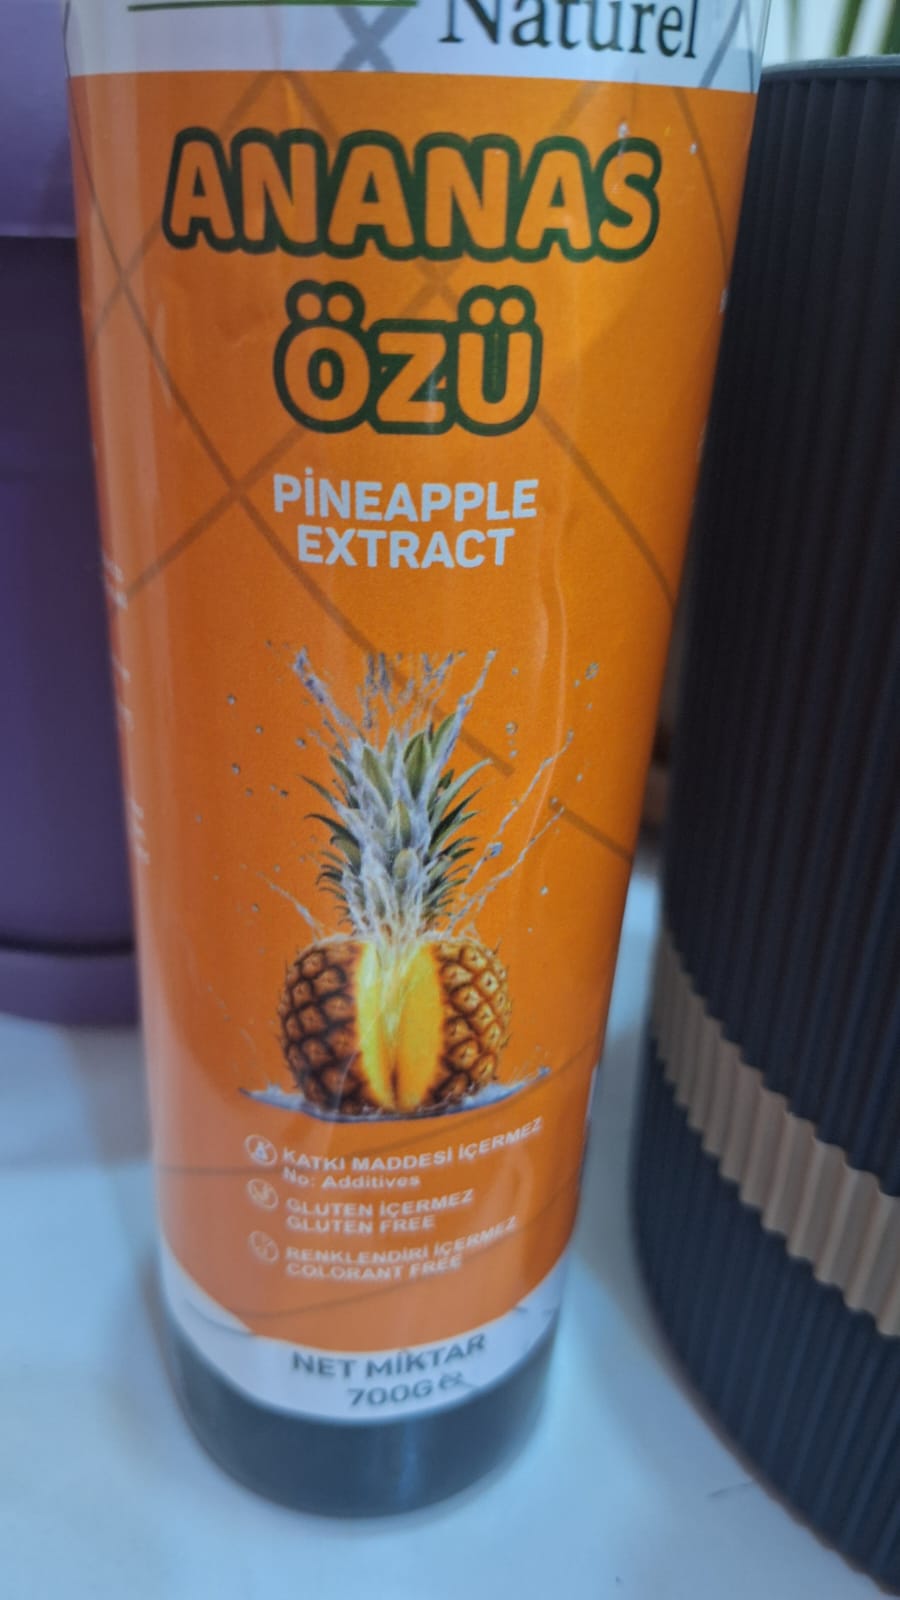 Naturel
ANANAS
ÖZÜ
PİNEAPPLE
EXTRACT
KATKI MADDESİ İÇERMEZ
No: Additives
GLUTEN İÇERMEZ
GLUTEN FREE
RENKLENDİRİ İÇERMEZ
COLORANT FREE
NET MİKTAR
700G